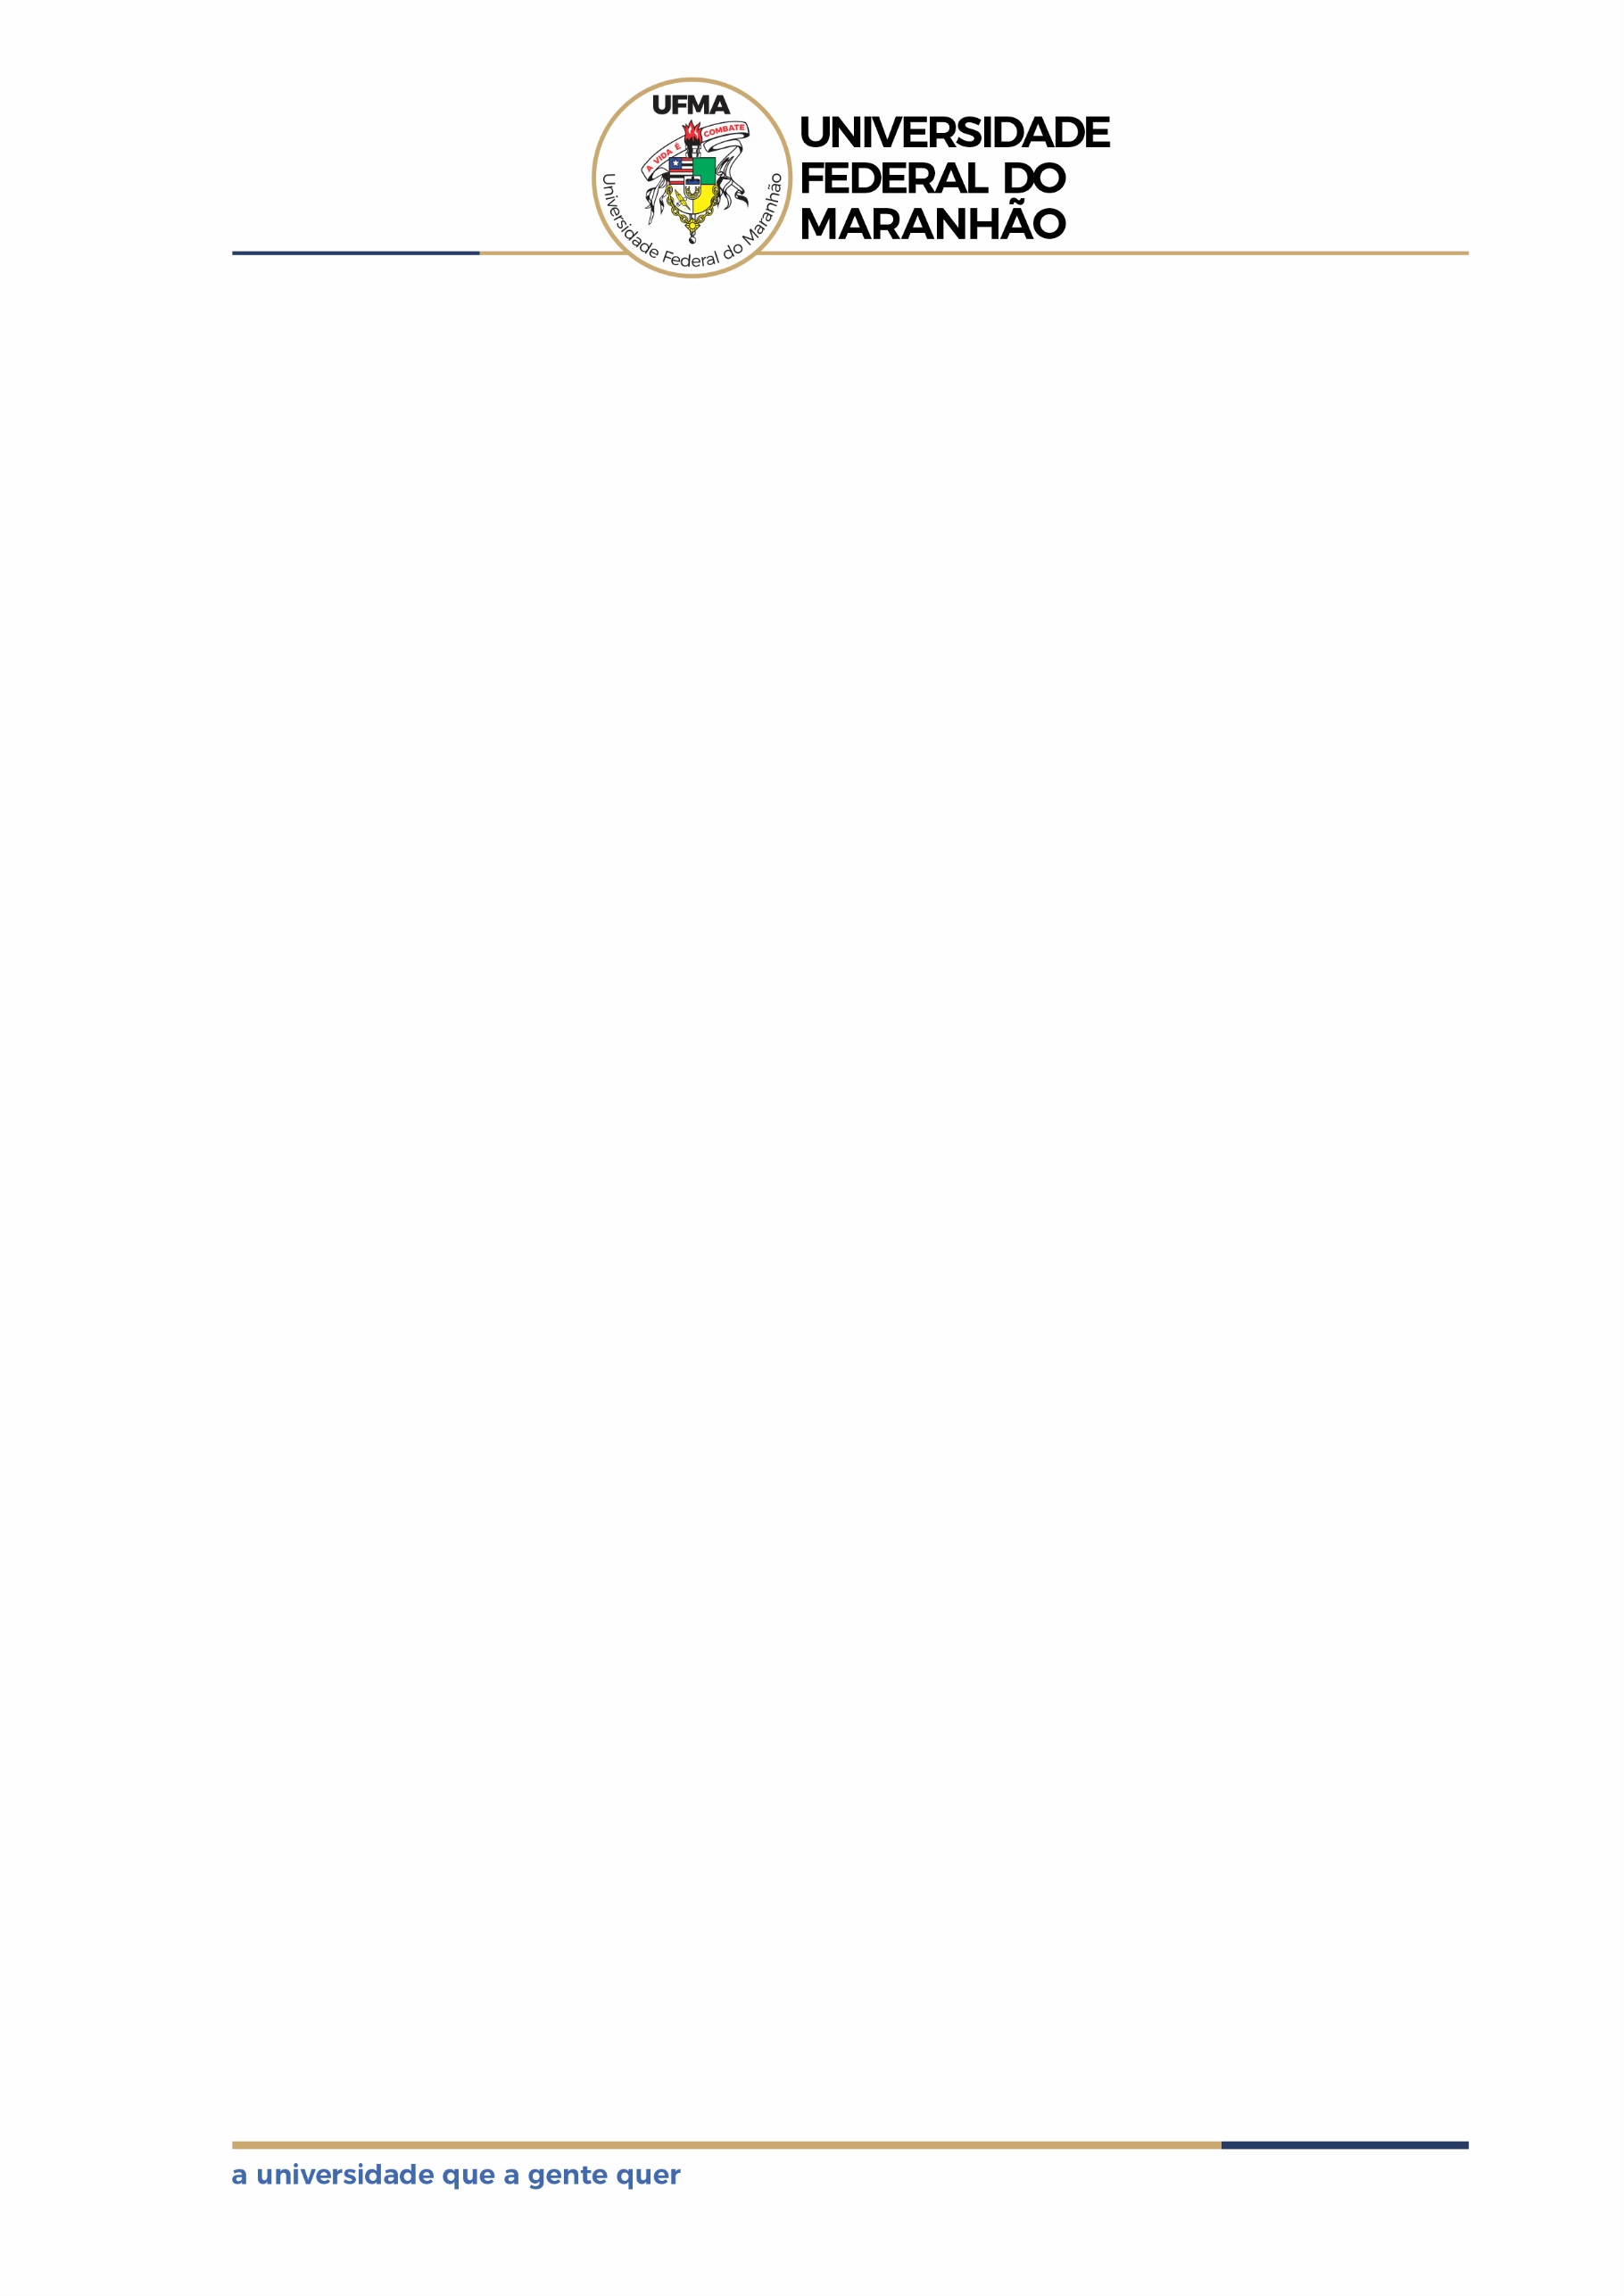 UFMA
A VIDA É COMBATE
Universidade Federal do Maranhão
UNIVERSIDADE
FEDERAL DO
MARANHÃO
a universidade que a gente quer